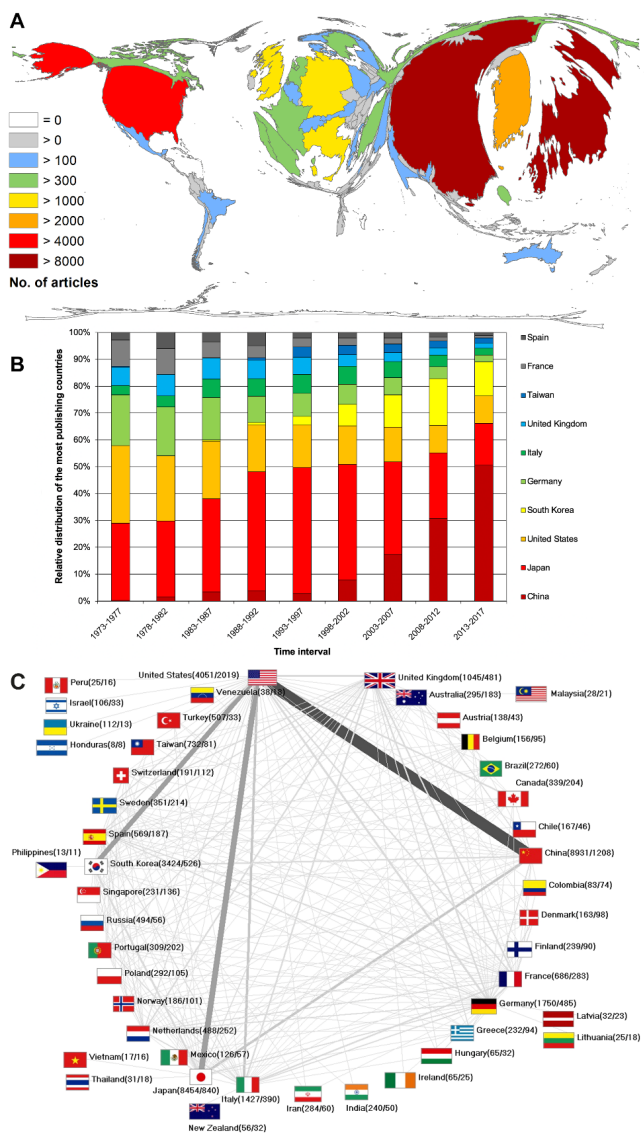 A
= 0
> 0
> 100
> 300
> 1000
> 2000
> 4000
> 8000
No. of articles
B
Relative distribution of the most publishing countries
100%
90%
80%
70%
60%
50%
40%
30%
20%
10%
0%
1973-1977
1978-1982
1983-1987
1988-1992
1993-1997
1998-2002
2003-2007
2008-2012
2013-2017
Time interval
Spain
France
Taiwan
United Kingdom
Italy
Germany
South Korea
United States
Japan
China
C
United States(4051/2019)
United Kingdom(1045/481)
Peru(25/16)
Venezuela(38/13)
Australia(295/183)
Malaysia(28/21)
Israel(106/33)
Turkey(507/33)
Austria(138/43)
Ukraine(112/13)
Honduras(8/8)
Taiwan(732/81)
Belgium(156/95)
Switzerland(191/112)
Brazil(272/60)
Canada(339/204)
Sweden(351/214)
Chile(167/46)
Spain(569/187)
Philippines(13/11)
South Korea(3424/526)
China(8931/1208)
Singapore(231/136)
Colombia(83/74)
Russia(494/56)
Denmark(163/98)
Portugal(309/202)
Finland(239/90)
Poland(292/105)
France(686/283)
Norway(186/101)
Germany(1750/485)
Latvia(32/23)
Netherlands(488/252)
Greece(232/94)
Lithuania(25/18)
Vietnam(17/16)
Mexico(126/57)
Hungary(65/32)
Thailand(31/18)
Japan(8454/840)
Italy(1427/390)
Iran(284/60)
India(240/50)
Ireland(65/25)
New Zealand(56/32)